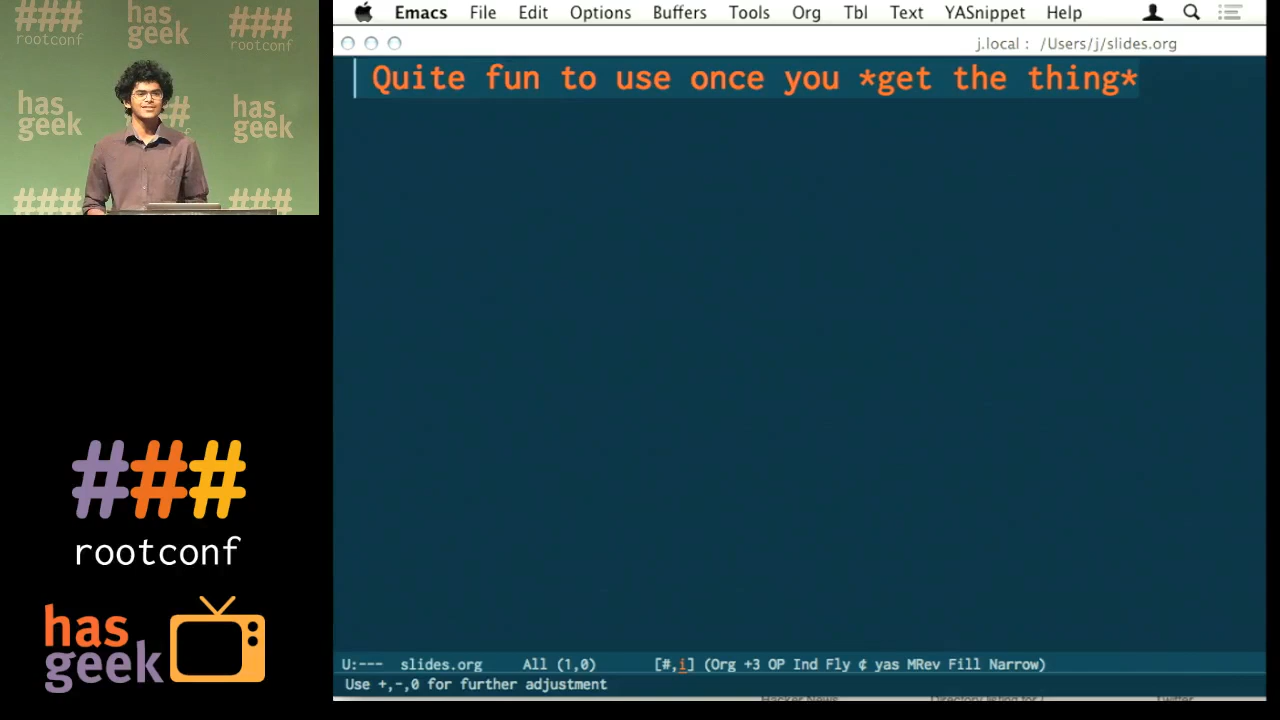 ###
rootconf
has
geek
###
rootconf
has
geek
###
has
geek
###
###
###
rootconf
has
geek
Emacs File Edit Options Buffers Tools Org Tbl Text YASnippet Help
j.local : /Users/j/slides.org
Quite fun to use once you *get the thing*
U:--- slides.org All (1,0) [#,i] (Org +3 OP Ind Fly ¢ yas MRev Fill Narrow)
Use +,-,0 for further adjustment